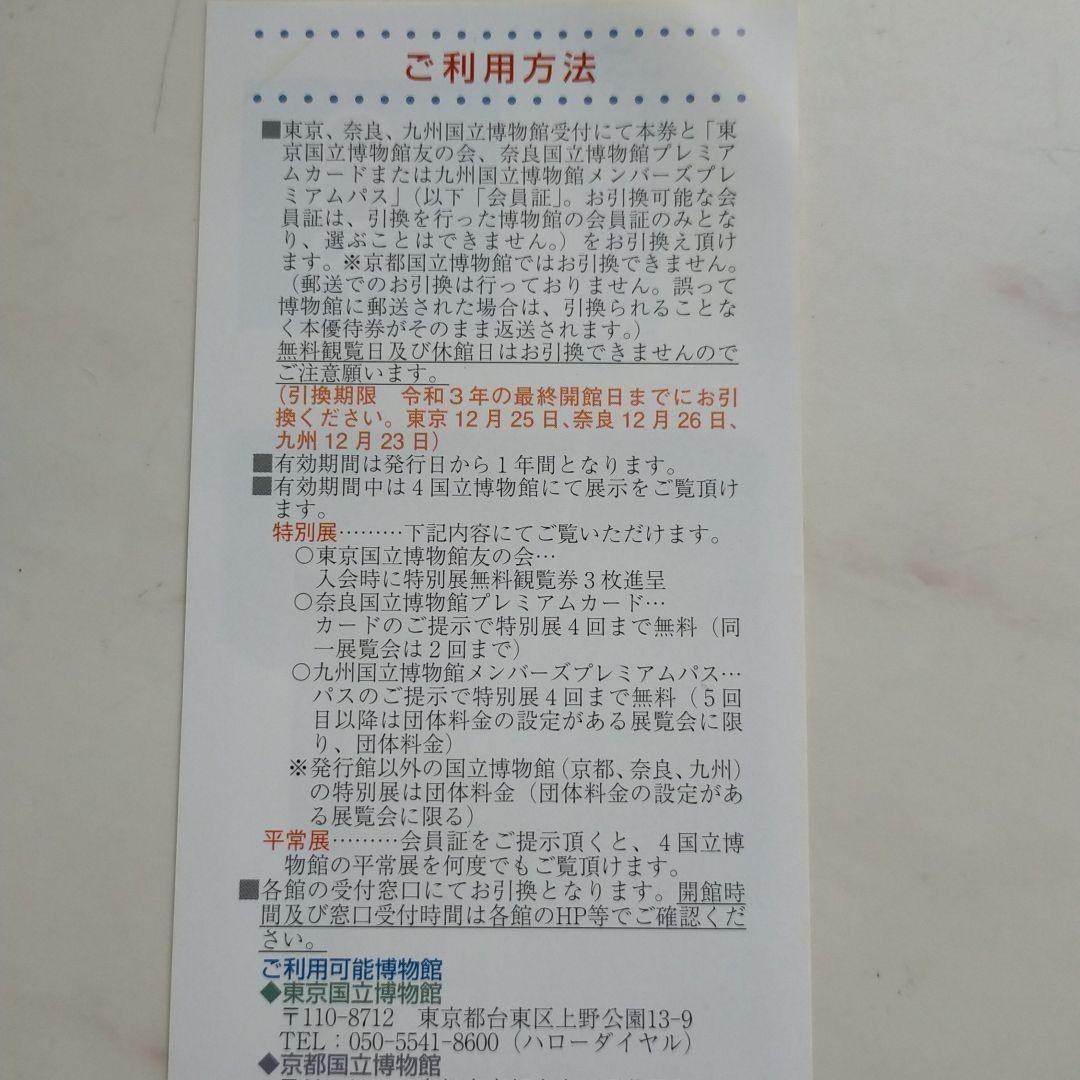 ご利用方法
■東京、奈良、九州国立博物館受付にて本券と「東
京国立博物館友の会、奈良国立博物館プレミア
ムカードまたは九州国立博物館メンバーズプレ
ミアムパス」（以下「会員証」。お引換可能な会
員証は、引換を行った博物館の会員証のみとな
り、選ぶことはできません。）をお引換え頂け
ます。※京都国立博物館ではお引換できません。
（郵送でのお引換は行っておりません。誤って
博物館に郵送された場合は、引換られることな
く本優待券がそのまま返送されます。）
無料観覧日及び休館日はお引換できませんので
ご注意願います。
（引換期限　令和３年の最終開館日までにお引
換ください。東京 12 月 25 日、奈良 12 月 26 日、
九州 12 月 23 日）
■有効期間は発行日から１年間となります。
■有効期間中は４国立博物館にて展示をご覧頂け
ます。
特別展………下記内容にてご覧いただけます。
○東京国立博物館友の会…
入会時に特別展無料観覧券３枚進呈
○奈良国立博物館プレミアムカード…
カードのご提示で特別展４回まで無料（同
一展覧会は２回まで）
○九州国立博物館メンバーズプレミアムパス…
パスのご提示で特別展４回まで無料（５回
目以降は団体料金の設定がある展覧会に限
り、団体料金）
※発行館以外の国立博物館（京都、奈良、九州）
の特別展は団体料金（団体料金の設定があ
る展覧会に限る）
平常展………会員証をご提示頂くと、４国立博
物館の平常展を何度でもご覧頂けます。
■各館の受付窓口にてお引換となります。開館時
間及び窓口受付時間は各館のHP等でご確認くだ
さい。
ご利用可能博物館
◆東京国立博物館
〒110-8712　東京都台東区上野公園13-9
TEL：050-5541-8600（ハローダイヤル）
◆京都国立博物館